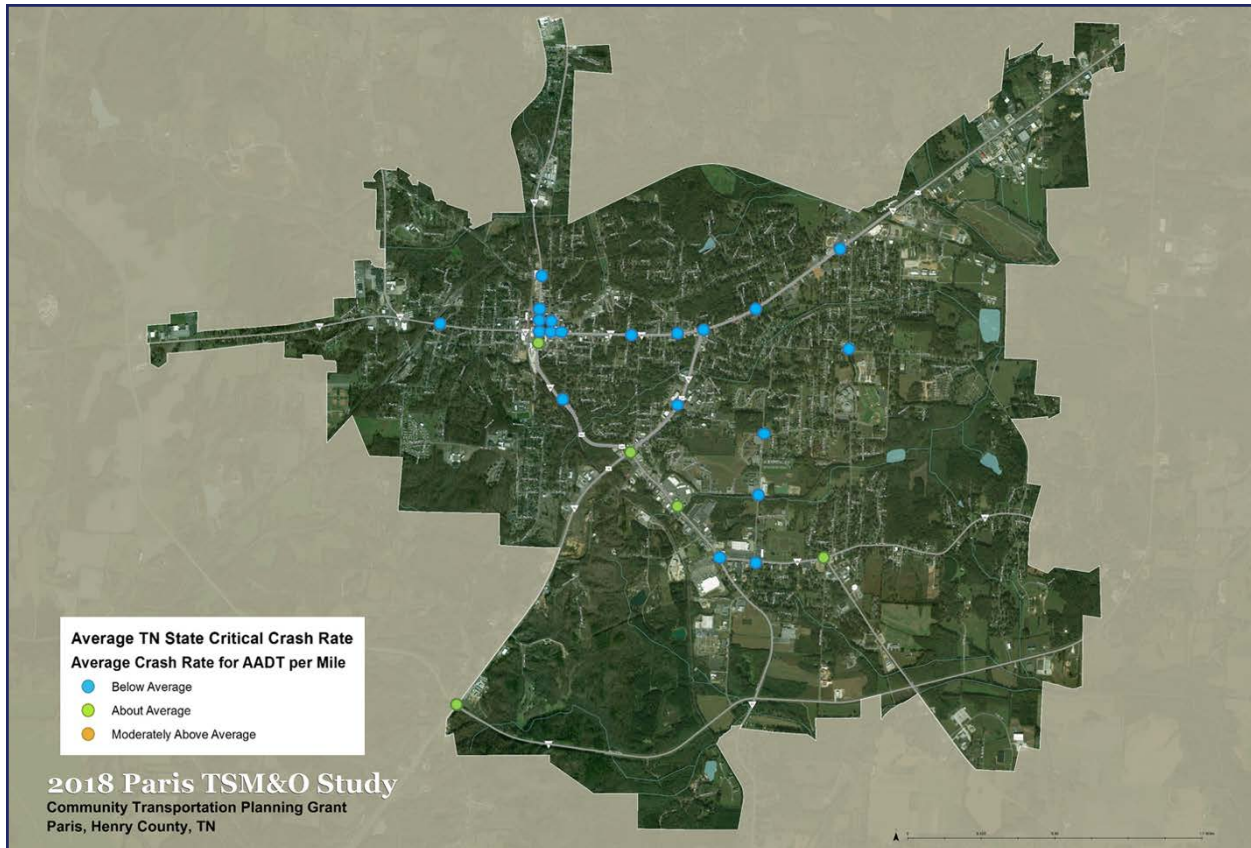 Average TN State Critical Crash Rate
Average Crash Rate for AADT per Mile
Below Average
About Average
Moderately Above Average
2018 Paris TSM&O Study
Community Transportation Planning Grant
Paris, Henry County, TN